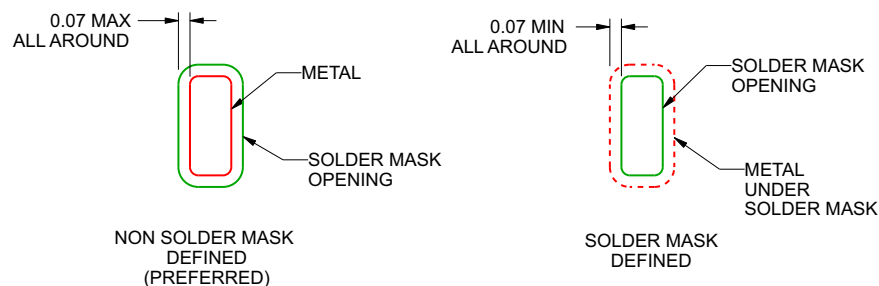 0.07 MAX
ALL AROUND
METAL
SOLDER MASK
OPENING
NON SOLDER MASK
DEFINED
(PREFERRED)
0.07 MIN
ALL AROUND
SOLDER MASK
OPENING
METAL
UNDER
SOLDER MASK
SOLDER MASK
DEFINED